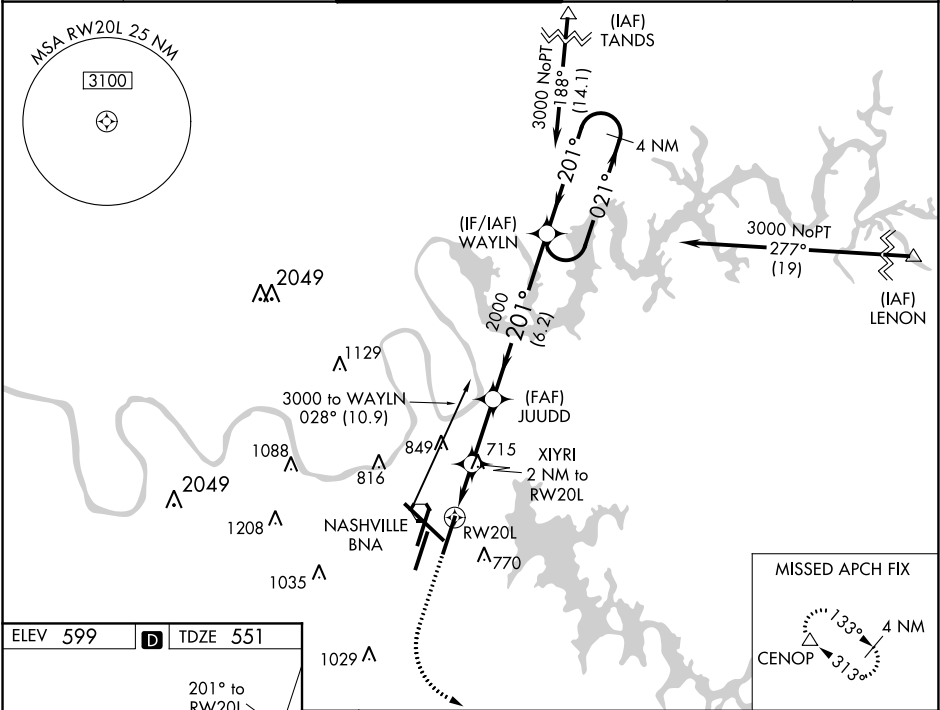 MSA RW20L 25 NM
3100
(IAF)
TANDS
3000 NoPT
188°
(14.1)
4 NM
201°
021°
(IF/IAF)
WAYLN
3000 NoPT
277°
(19)
(IAF)
LENON
2049
2000
201°
(6.2)
1129
3000 to WAYLN
028° (10.9)
(FAF)
JUUDD
849
715
XIYRI
2 NM to
RW20L
1088
816
2049
1208
NASHVILLE
BNA
RW20L
770
1035
1029
MISSED APCH FIX
133°
4 NM
CENOP
313°
ELEV 599
D
TDZE 551
201° to
RW20L